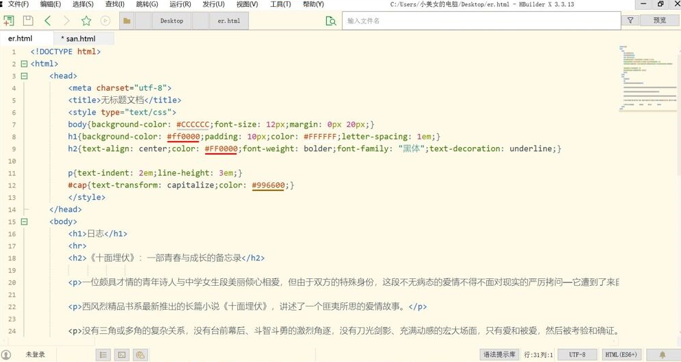 文件(F) 编辑(E) 选择(S) 查找(I) 跳转(G) 运行(R) 发行(U) 视图(V) 工具(T) 帮助(Y) C:/Users/小美女的电脑/Desktop/er.html - HBuilder X 3.3.13
Desktop er.html 输入文件名 预览
er.html * san.html
1 <!DOCTYPE html>
2 <html>
3 <head>
4 <meta charset="utf-8">
5 <title>无标题文档</title>
6 <style type="text/css">
7 body{background-color: #CCCCCC;font-size: 12px;margin: 0px 20px;}
8 h1{background-color: #ff0000;padding: 10px;color: #FFFFFF;letter-spacing: 1em;}
9 h2{text-align: center;color: #FF0000;font-weight: bolder;font-family: "黑体";text-decoration: underline;}
10
11 p{text-indent: 2em;line-height: 3em;}
12 #cap{text-transform: capitalize;color: #996600;}
13 </style>
14 </head>
15 <body>
16 <h1>日志</h1>
17 <hr>
18 <h2>《十面埋伏》：一部青春与成长的备忘录</h2>
19
20 <p>一位颇具才情的青年诗人与中学女生段美丽倾心相爱，但由于双方的特殊身份，这段不无病态的爱情不得不面对现实的严厉拷问—它遭到了来自
21
22 <p>西风烈精品书系最新推出的长篇小说《十面埋伏》，讲述了一个匪夷所思的爱情故事。</p>
23
24 <p>没有三角或多角的复杂关系，没有台前幕后、斗智斗勇的激烈角逐，没有刀光剑影、充满动感的宏大场面，只有爱和被爱，然后被考验和确证。
未登录 语法提示库 行:31列:1 UTF-8 HTML(ES6+)